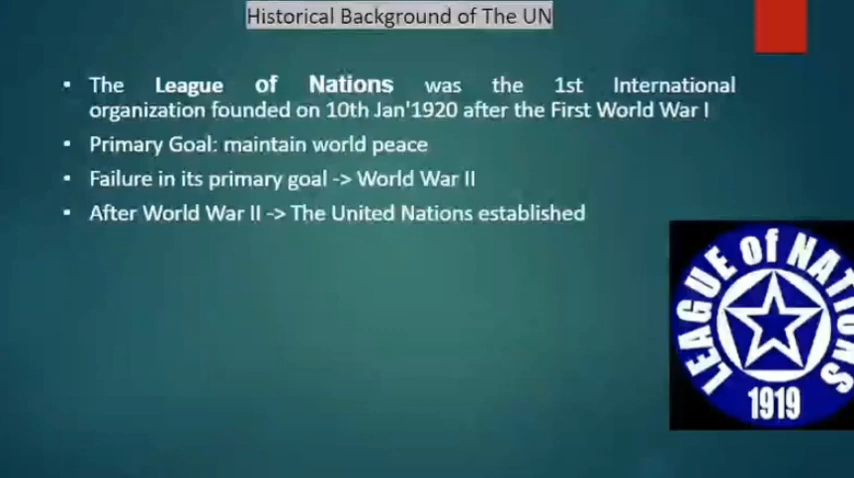 Historical Background of The UN
• The League of Nations was the 1st International
organization founded on 10th Jan'1920 after the First World War I
• Primary Goal: maintain world peace
• Failure in its primary goal -> World War II
• After World War II -> The United Nations established
LEAGUE OF NATIONS
1919